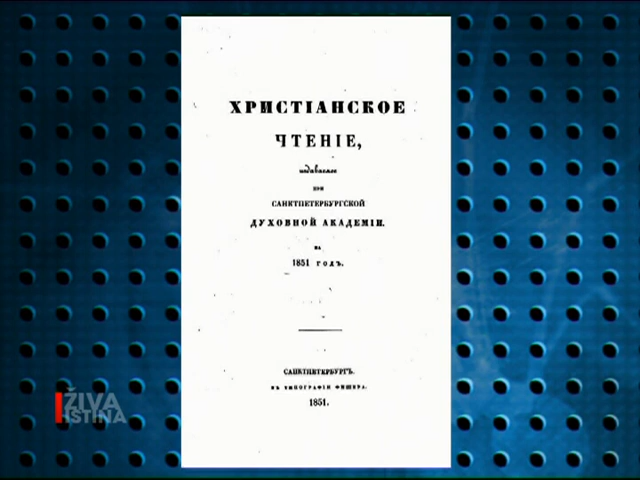 ХРИСТІАНСКОЕ
ЧТЕНІЕ,
издаваемое
при
САНКТПЕТЕРБУРГСКОЙ
ДУХОВНОЙ АКАДЕМІИ.
на
1851 годъ.
САНКТПЕТЕРБУРГЪ.
въ типографіи фишера.
1851.
ŽIVA
ISTINA